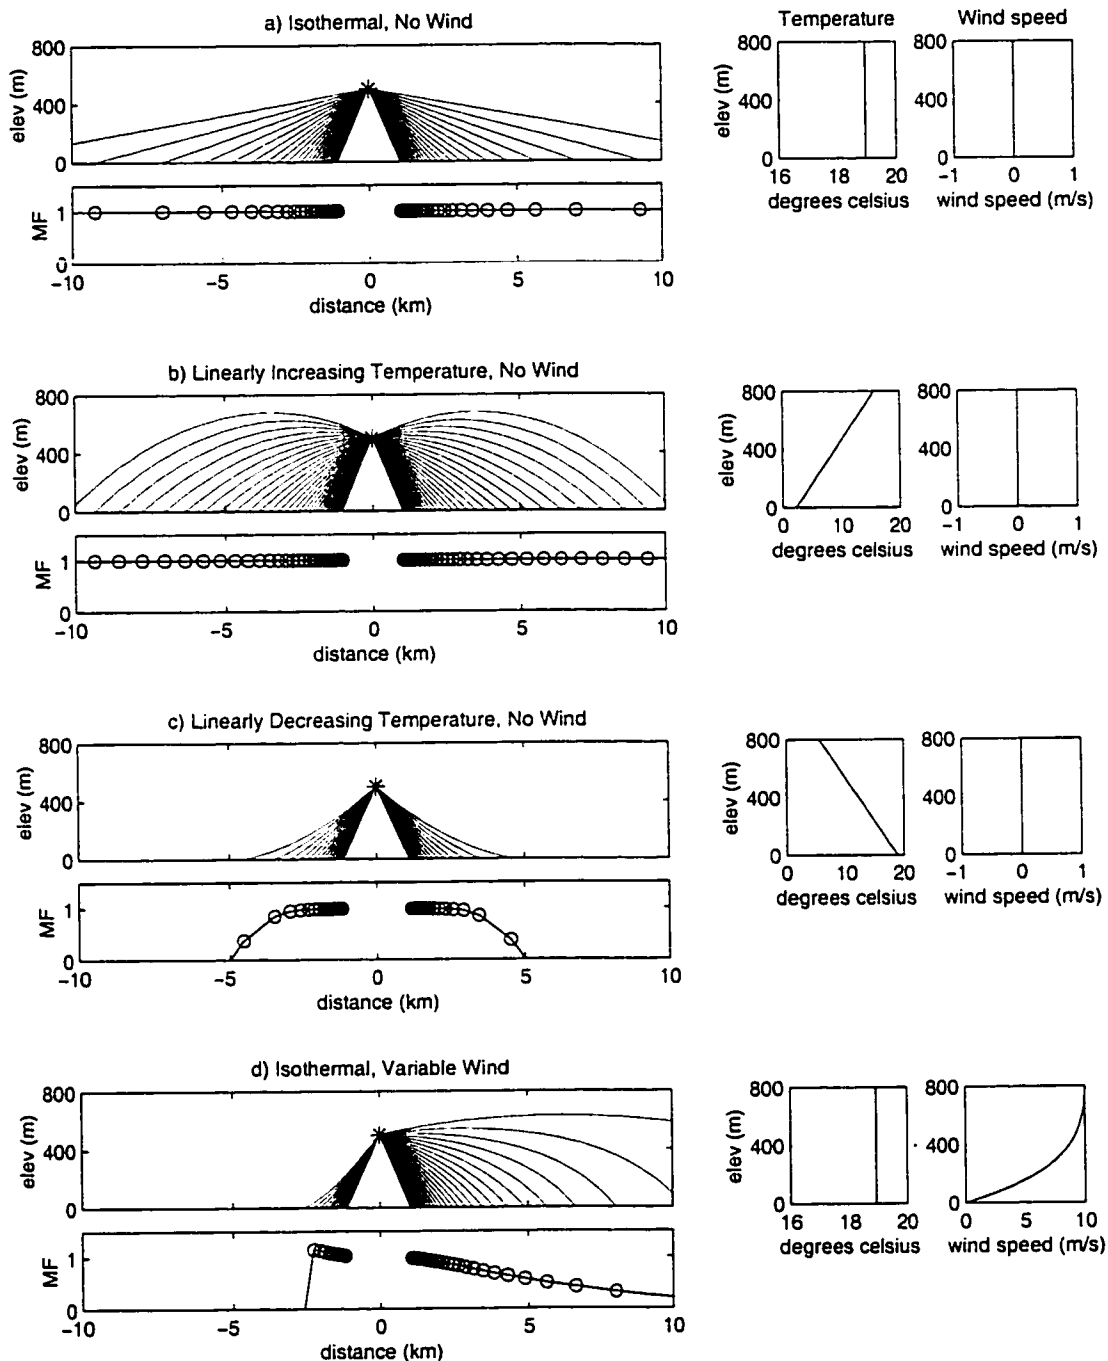 a) Isothermal, No Wind
Temperature
Wind speed
800
400
0
elev (m)
1
0
MF
-10
-5
0
5
10
distance (km)
800
400
0
elev (m)
16
18
20
degrees celsius
-1
0
1
wind speed (m/s)
b) Linearly Increasing Temperature, No Wind
800
400
0
elev (m)
1
0
MF
-10
-5
0
5
10
distance (km)
800
400
0
elev (m)
0
10
20
degrees celsius
800
400
0
-1
0
1
wind speed (m/s)
c) Linearly Decreasing Temperature, No Wind
800
400
0
elev (m)
1
0
MF
-10
-5
0
5
10
distance (km)
800
400
0
elev (m)
0
10
20
degrees celsius
800
400
0
-1
0
1
wind speed (m/s)
d) Isothermal, Variable Wind
800
400
0
elev (m)
1
0
MF
-10
-5
0
5
10
distance (km)
800
400
0
elev (m)
16
18
20
degrees celsius
800
400
0
0
5
10
wind speed (m/s)
800
400
0